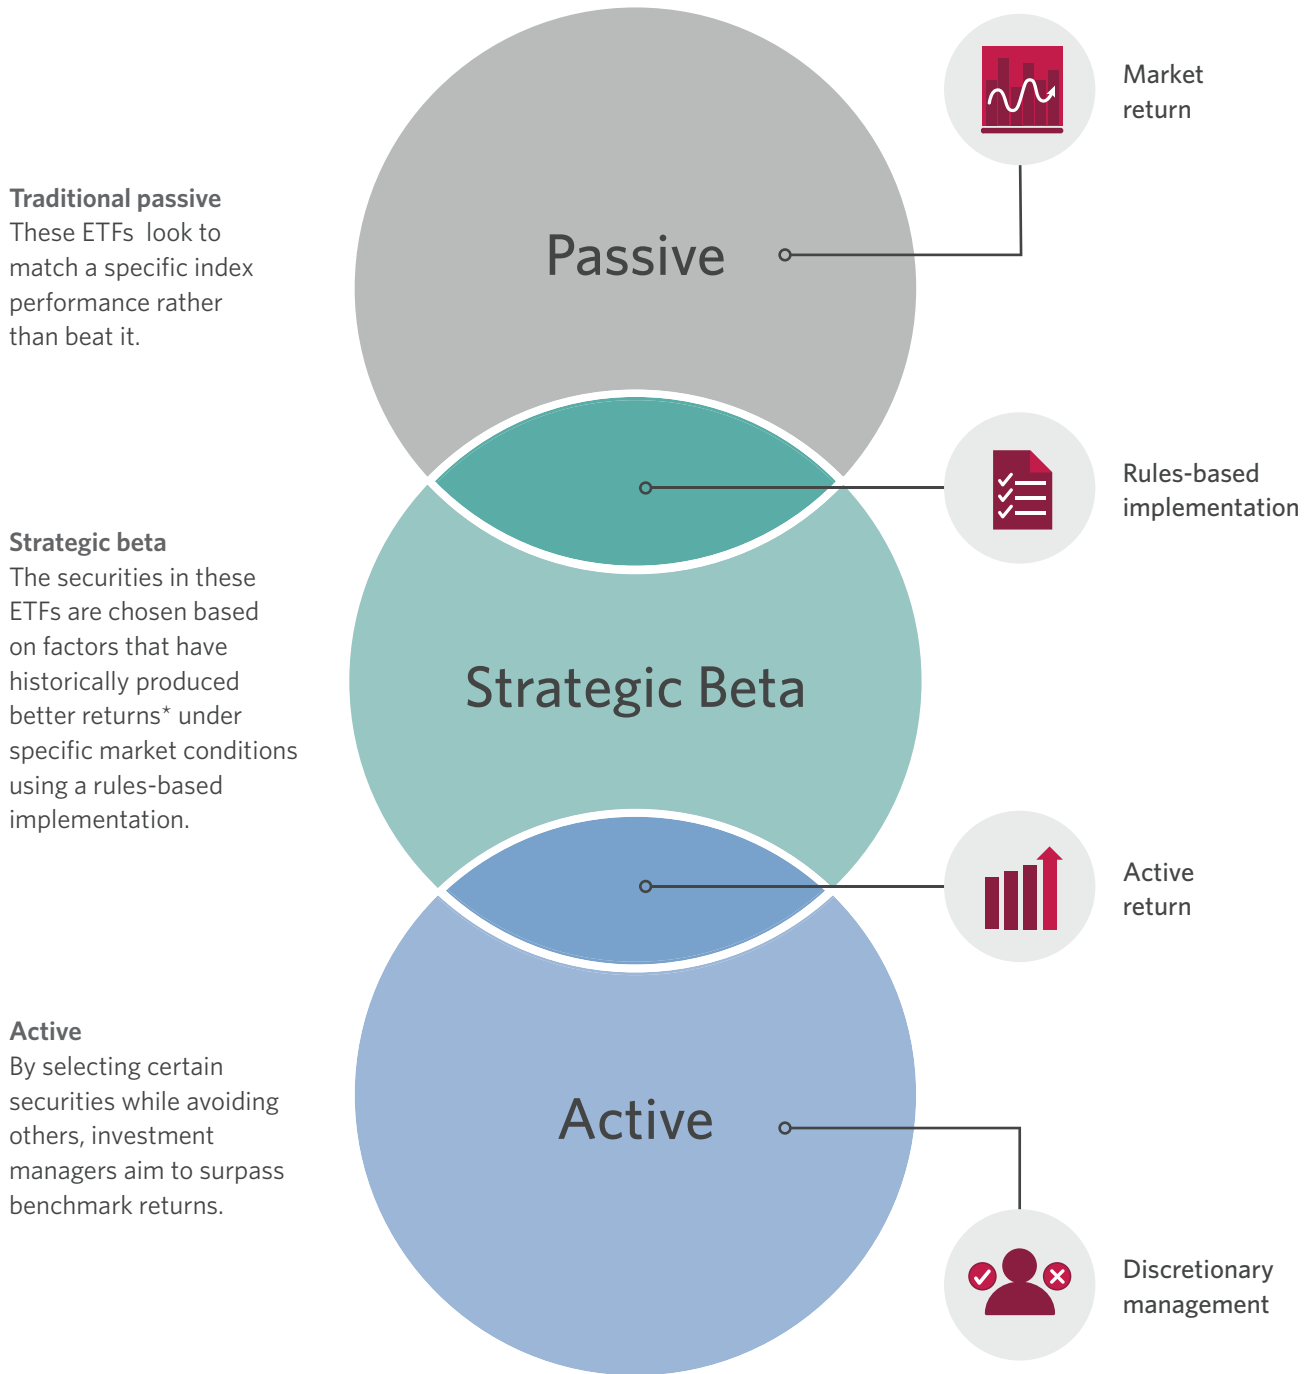 Traditional passive
These ETFs look to
match a specific index
performance rather
than beat it.
Passive
Market
return
Rules-based
implementation
Strategic beta
The securities in these
ETFs are chosen based
on factors that have
historically produced
better returns* under
specific market conditions
using a rules-based
implementation.
Strategic Beta
Active
return
Active
By selecting certain
securities while avoiding
others, investment
managers aim to surpass
benchmark returns.
Active
Discretionary
management